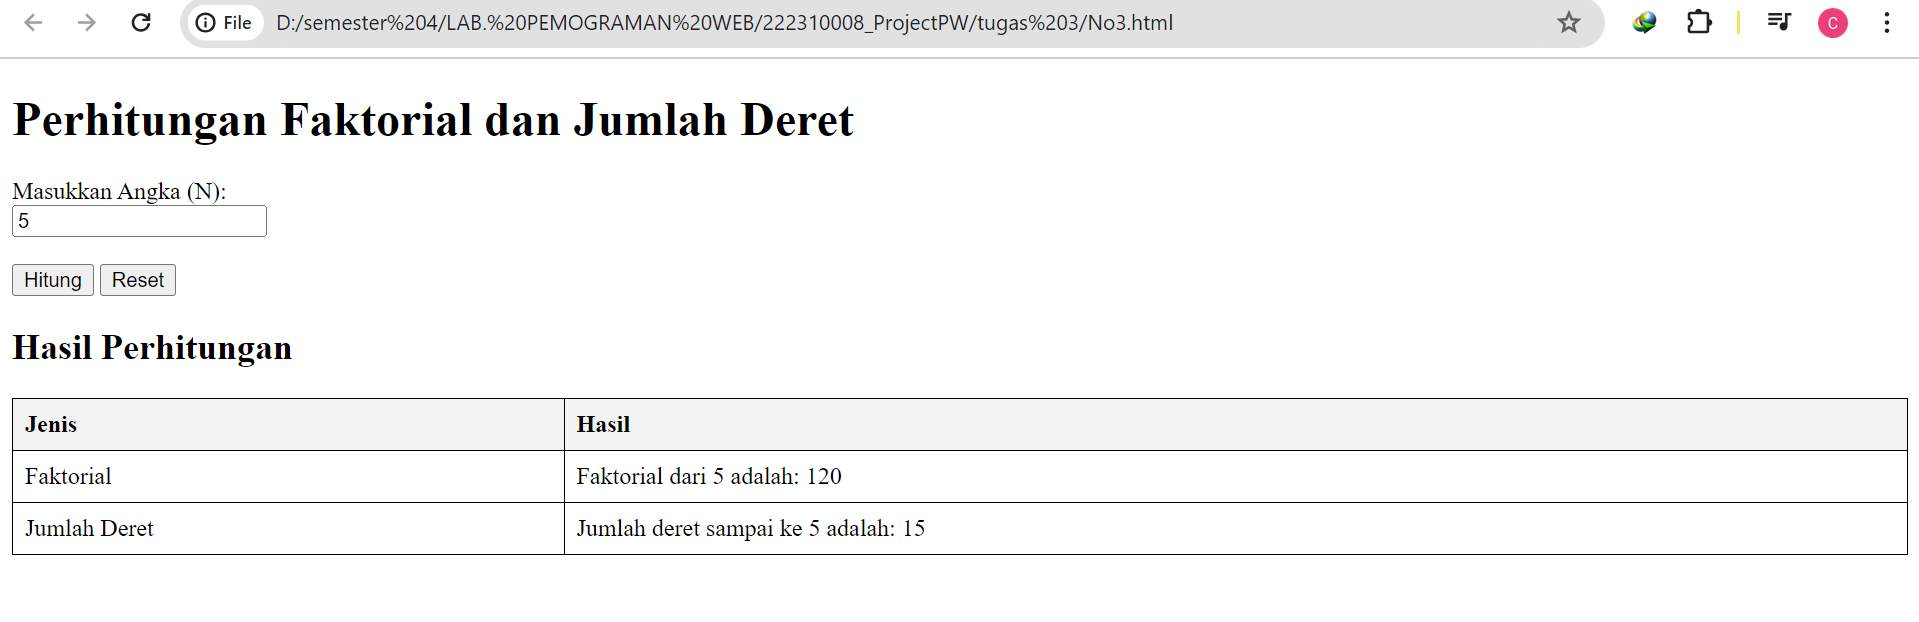 File D:/semester%204/LAB.%20PEMOGRAMAN%20WEB/222310008_ProjectPW/tugas%203/No3.html C
Perhitungan Faktorial dan Jumlah Deret
Masukkan Angka (N):
5
Hitung Reset
Hasil Perhitungan
Jenis Hasil
Faktorial Faktorial dari 5 adalah: 120
Jumlah Deret Jumlah deret sampai ke 5 adalah: 15